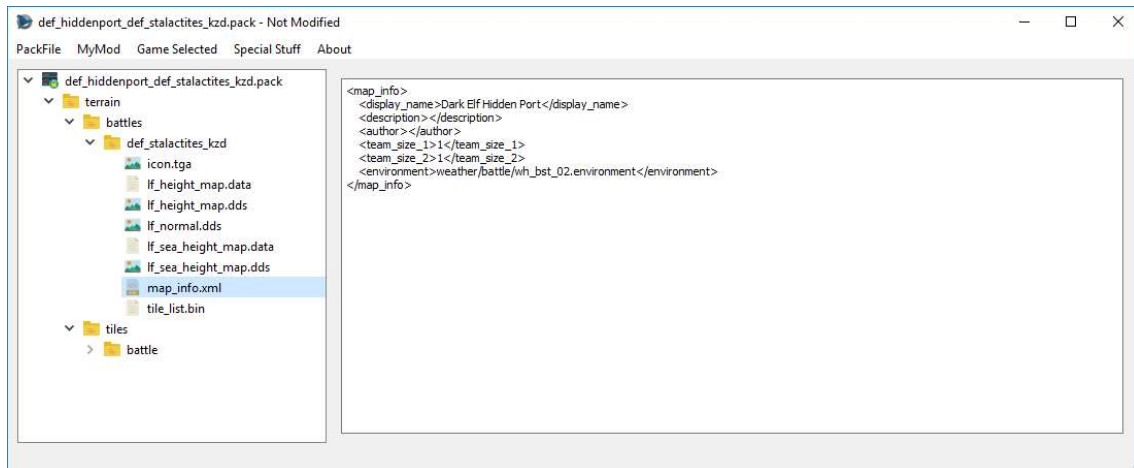 def_hiddenport_def_stalactites_kzd.pack - Not Modified
PackFile MyMod Game Selected Special Stuff About
def_hiddenport_def_stalactites_kzd.pack
terrain
battles
def_stalactites_kzd
icon.tga
lf_height_map.data
lf_height_map.dds
lf_normal.dds
lf_sea_height_map.data
lf_sea_height_map.dds
map_info.xml
tile_list.bin
tiles
battle
<map_info>
<display_name>Dark Elf Hidden Port</display_name>
<description></description>
<author></author>
<team_size_1>1</team_size_1>
<team_size_2>1</team_size_2>
<environment>weather/battle/wh_bst_02.environment</environment>
</map_info>